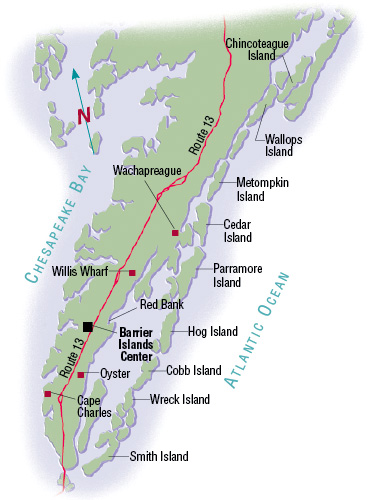 Chincoteague
Island
Route 13
N
Wallops
Island
Wachapreague
Metompkin
Island
CHESAPEAKE BAY
Cedar
Island
Willis Wharf
Parramore
Island
Red Bank
ATLANTIC OCEAN
Barrier
Islands
Center
Hog Island
Route 13
Oyster
Cobb Island
Cape
Charles
Wreck Island
Smith Island